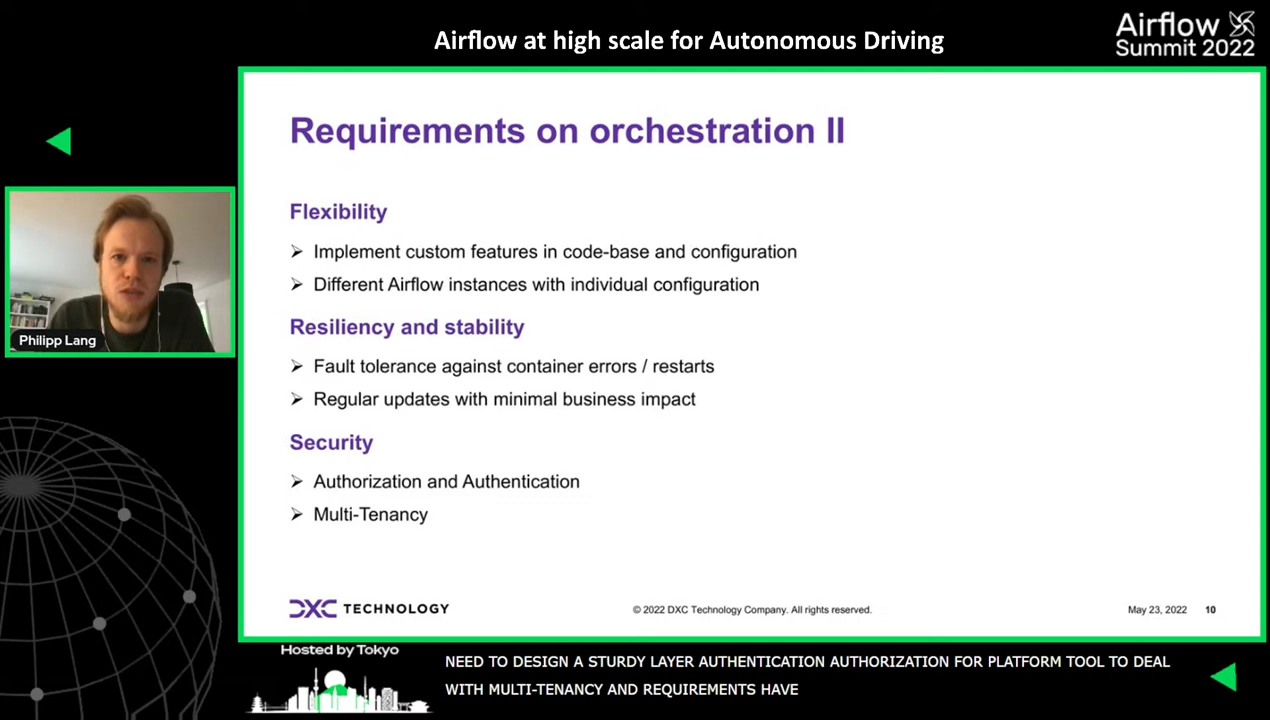 Airflow at high scale for Autonomous Driving
Airflow
Summit 2022
Requirements on orchestration II
Flexibility
➢ Implement custom features in code-base and configuration
➢ Different Airflow instances with individual configuration
Resiliency and stability
➢ Fault tolerance against container errors / restarts
➢ Regular updates with minimal business impact
Security
➢ Authorization and Authentication
➢ Multi-Tenancy
Philipp Lang
DXC TECHNOLOGY
© 2022 DXC Technology Company. All rights reserved.
May 23, 2022 10
Hosted by Tokyo
NEED TO DESIGN A STURDY LAYER AUTHENTICATION AUTHORIZATION FOR PLATFORM TOOL TO DEAL
WITH MULTI-TENANCY AND REQUIREMENTS HAVE